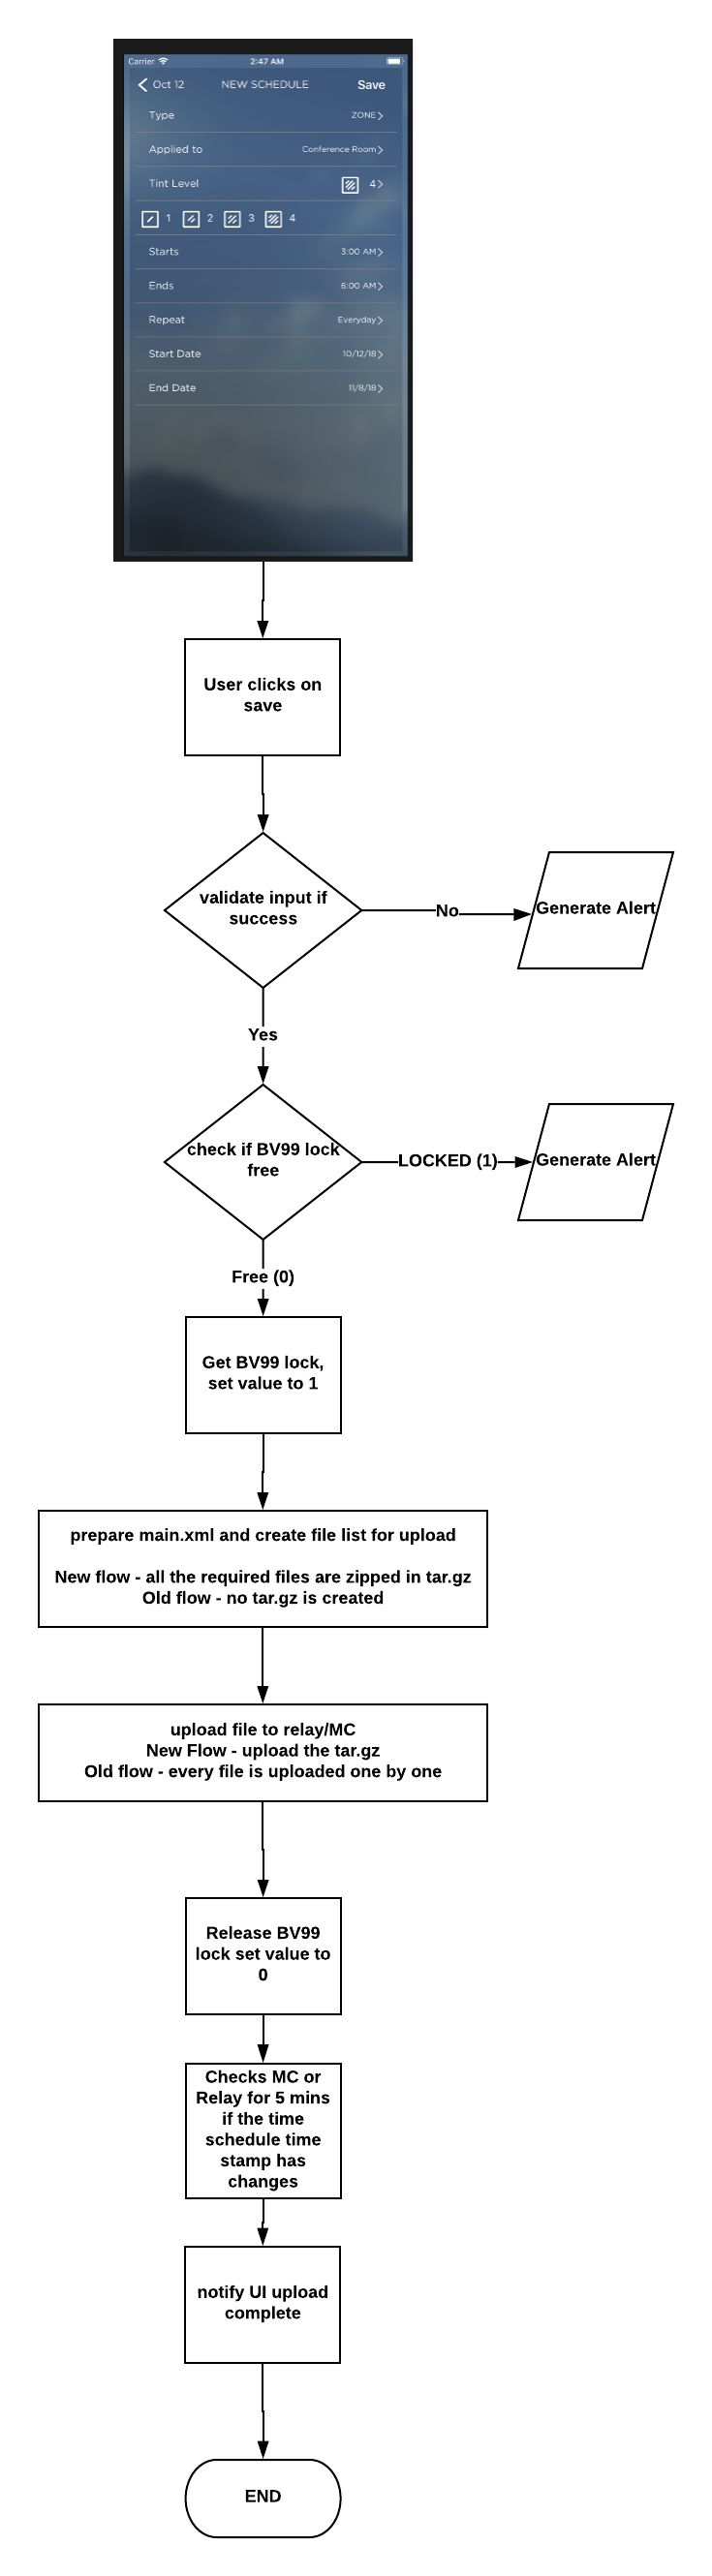 Carrier 2:47 AM
Oct 12 NEW SCHEDULE Save
Type ZONE
Applied to Conference Room
Tint Level 4
1 2 3 4
Starts 3:00 AM
Ends 6:00 AM
Repeat Everyday
Start Date 10/12/18
End Date 11/8/18
User clicks on
save
validate input if
success
No
Generate Alert
Yes
check if BV99 lock
free
LOCKED (1)
Generate Alert
Free (0)
Get BV99 lock,
set value to 1
prepare main.xml and create file list for upload
New flow - all the required files are zipped in tar.gz
Old flow - no tar.gz is created
upload file to relay/MC
New Flow - upload the tar.gz
Old flow - every file is uploaded one by one
Release BV99
lock set value to
0
Checks MC or
Relay for 5 mins
if the time
schedule time
stamp has
changes
notify UI upload
complete
END